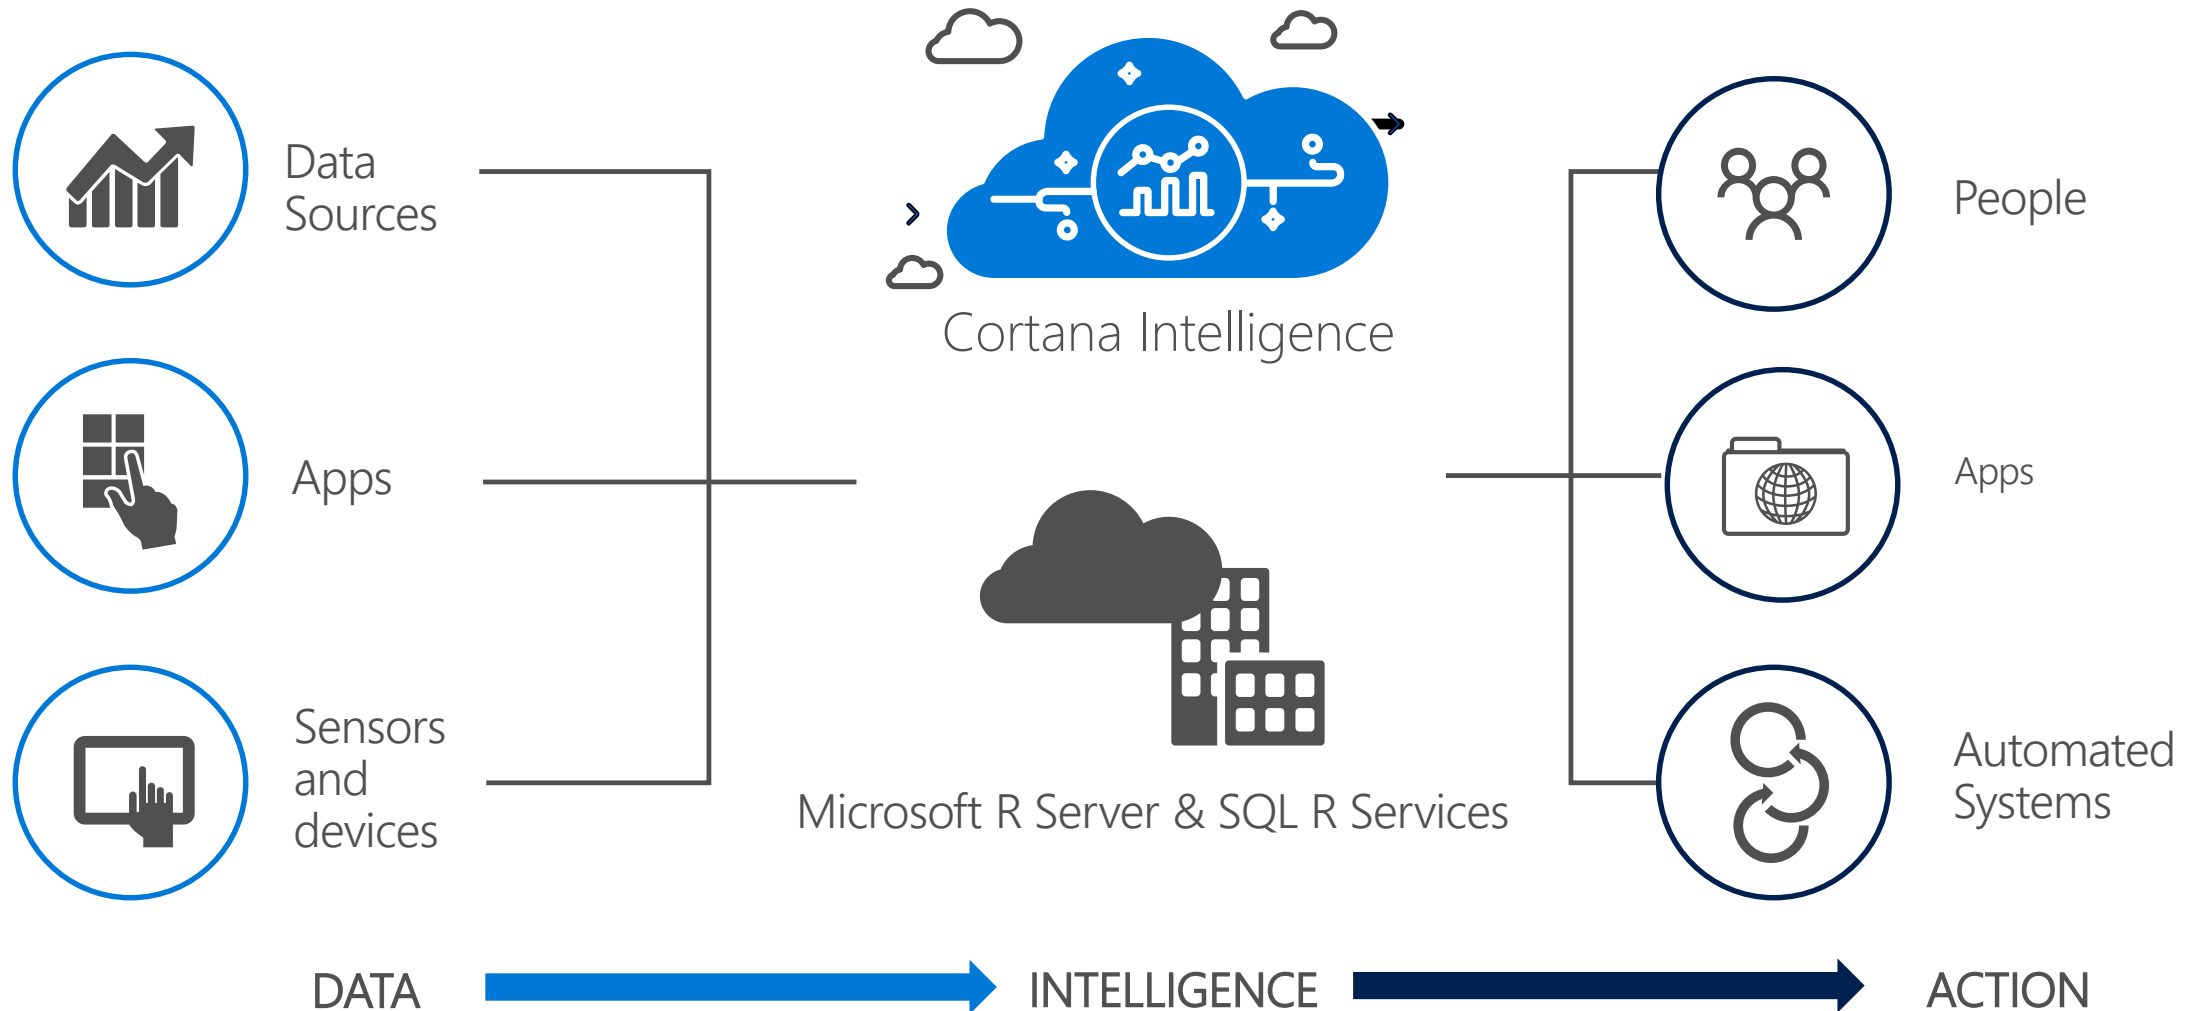 Data
Sources
Apps
Sensors
and
devices
Cortana Intelligence
Microsoft R Server & SQL R Services
People
Apps
Automated
Systems
DATA
INTELLIGENCE
ACTION